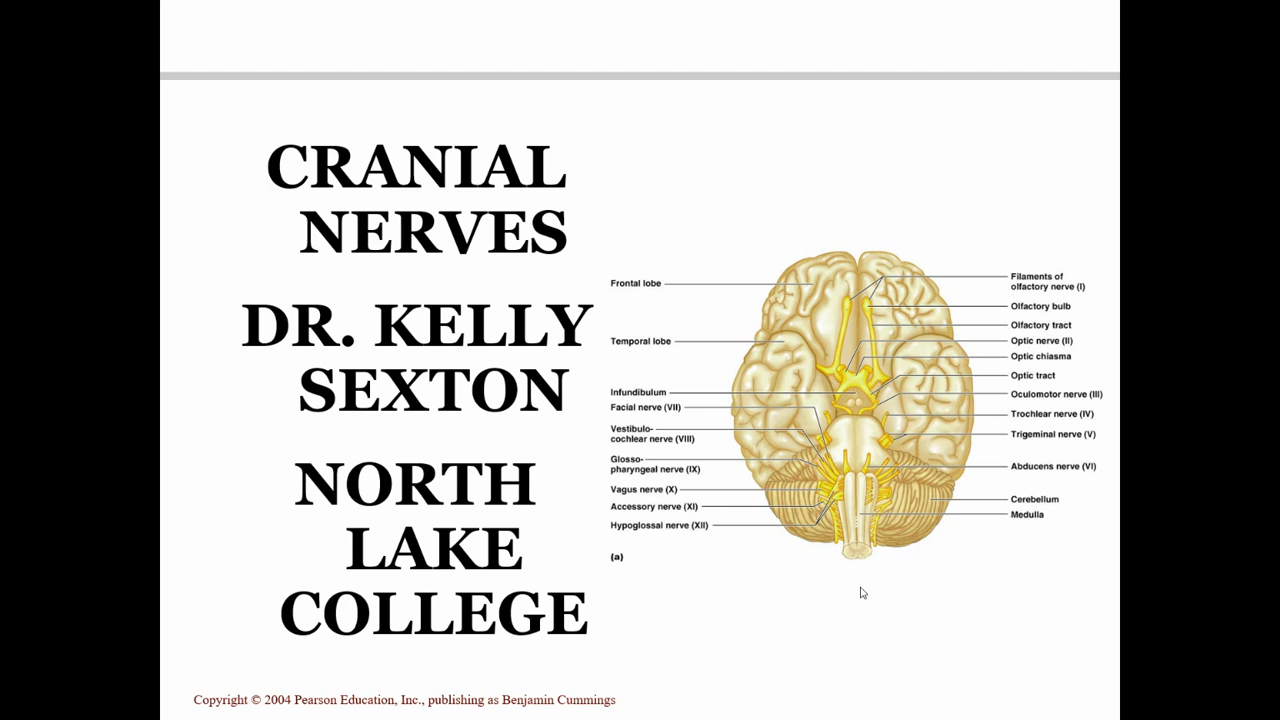 CRANIAL
NERVES
DR. KELLY
SEXTON
NORTH
LAKE
COLLEGE
Frontal lobe
Temporal lobe
Infundibulum
Facial nerve (VII)
Vestibulo-
cochlear nerve (VIII)
Glosso-
pharyngeal nerve (IX)
Vagus nerve (X)
Accessory nerve (XI)
Hypoglossal nerve (XII)
(a)
Filaments of
olfactory nerve (I)
Olfactory bulb
Olfactory tract
Optic nerve (II)
Optic chiasma
Optic tract
Oculomotor nerve (III)
Trochlear nerve (IV)
Trigeminal nerve (V)
Abducens nerve (VI)
Cerebellum
Medulla
Copyright © 2004 Pearson Education, Inc., publishing as Benjamin Cummings